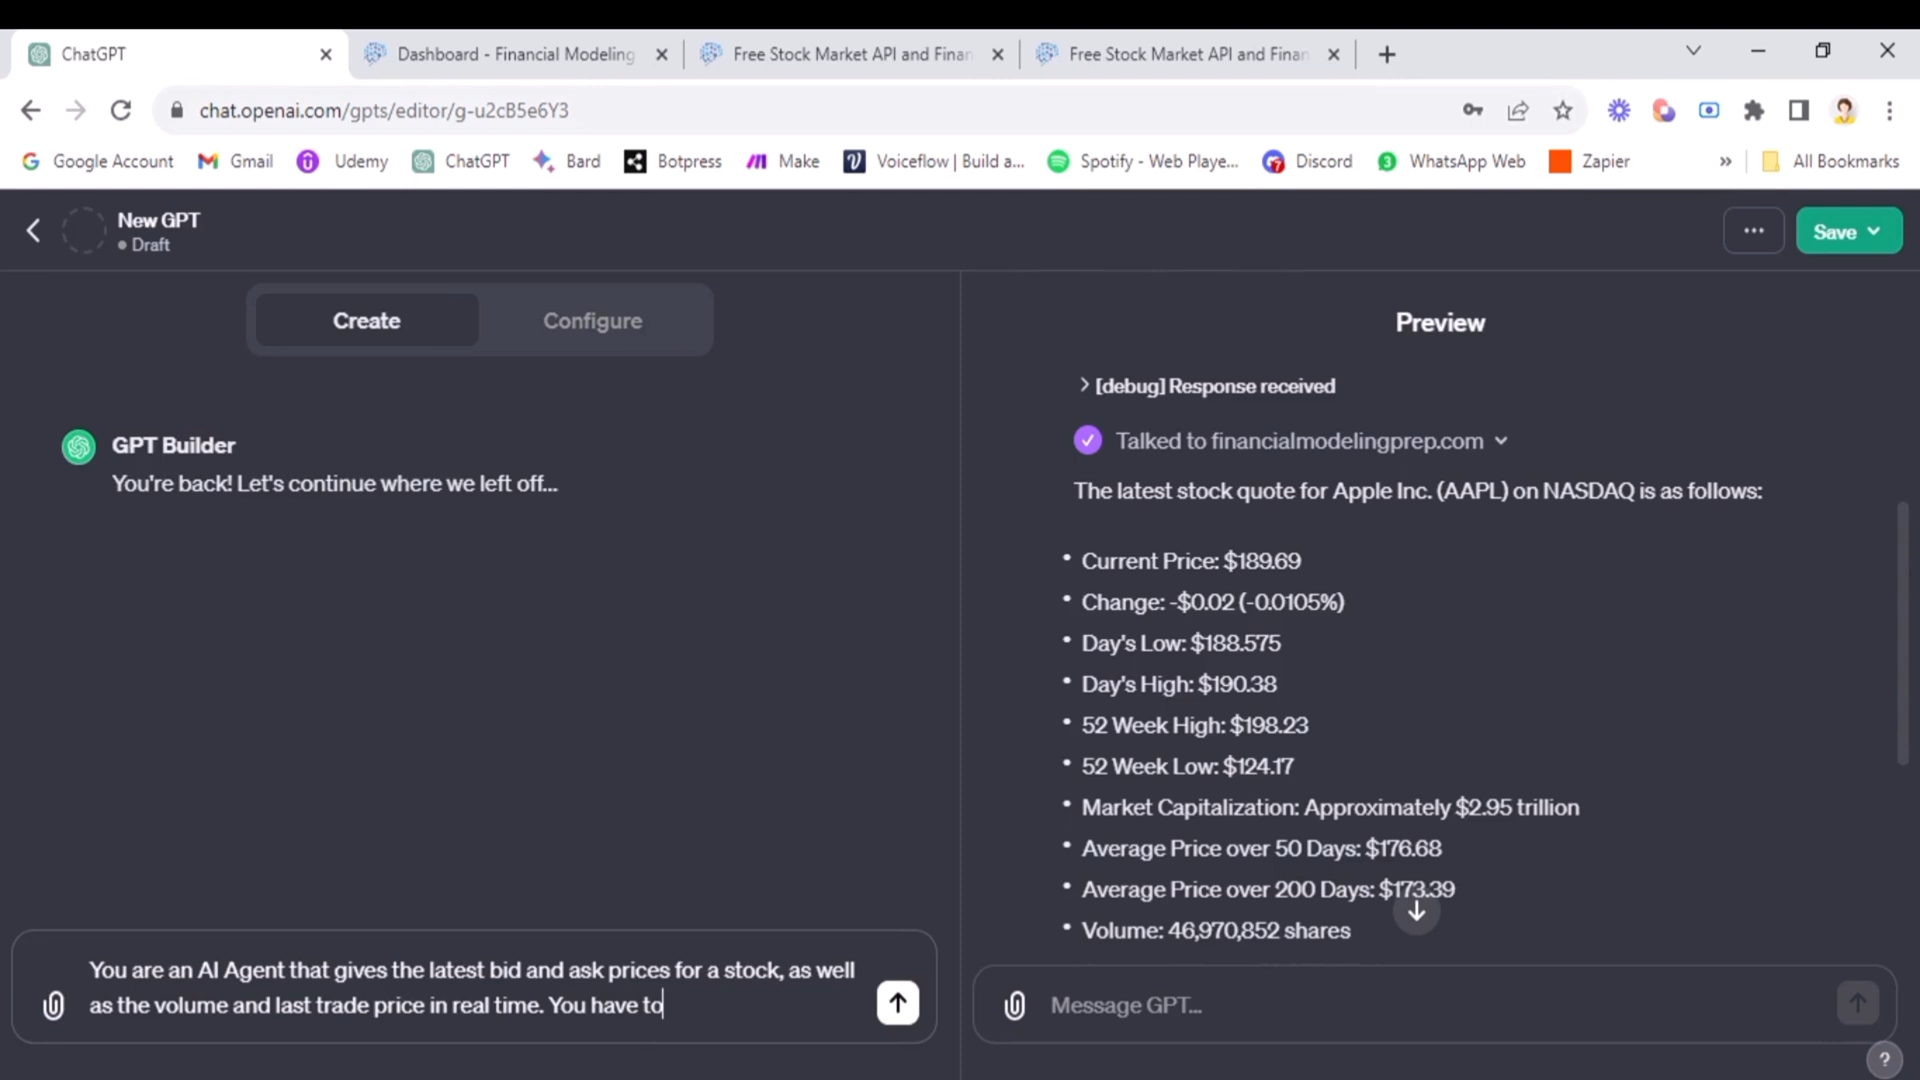 ChatGPT
Dashboard - Financial Modeling
Free Stock Market API and Finan
Free Stock Market API and Finan
chat.openai.com/gpts/editor/g-u2cB5e6Y3
Google Account
Gmail
Udemy
ChatGPT
Bard
Botpress
Make
Voiceflow | Build a...
Spotify - Web Playe...
Discord
WhatsApp Web
Zapier
»
All Bookmarks
New GPT
Draft
Save
Create
Configure
Preview
GPT Builder
You're back! Let's continue where we left off...
[debug] Response received
Talked to financialmodelingprep.com
The latest stock quote for Apple Inc. (AAPL) on NASDAQ is as follows:
• Current Price: $189.69
• Change: -$0.02 (-0.0105%)
• Day's Low: $188.575
• Day's High: $190.38
• 52 Week High: $198.23
• 52 Week Low: $124.17
• Market Capitalization: Approximately $2.95 trillion
• Average Price over 50 Days: $176.68
• Average Price over 200 Days: $173.39
• Volume: 46,970,852 shares
You are an AI Agent that gives the latest bid and ask prices for a stock, as well
as the volume and last trade price in real time. You have to
Message GPT...
?